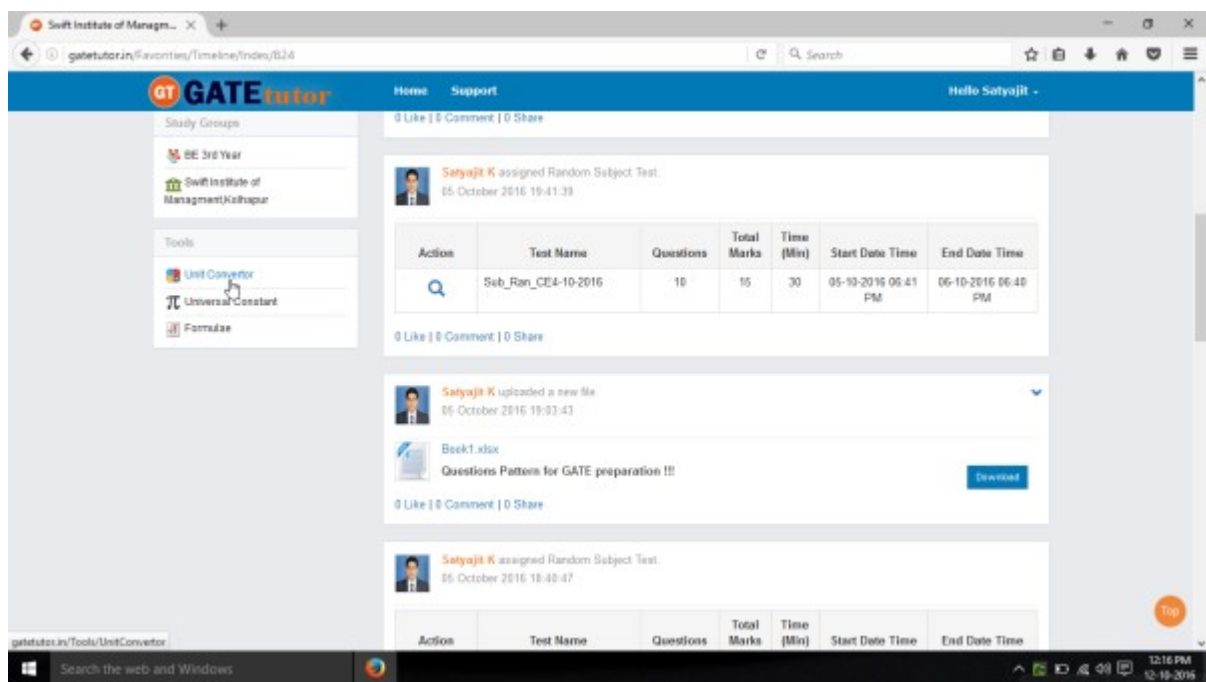 Swift Institute of Managm...
gatetutor.in/Favorities/Timeline/Index/824
Search
GT GATEtutor
Home Support Hello Satyajit
Study Groups
BE 3rd Year
Swift Institute of
Managment,Kolhapur
Tools
Unit Convertor
π Universal Constant
Formulae
0 Like | 0 Comment | 0 Share
Satyajit K assigned Random Subject Test.
05 October 2016 19:41:39
Action Test Name Questions Total Marks Time (Min) Start Date Time End Date Time
Sub_Ran_CE4-10-2016 10 15 30 05-10-2016 06:41 PM 06-10-2016 06:40 PM
0 Like | 0 Comment | 0 Share
Satyajit K uploaded a new file
05 October 2016 19:03:43
Book1.xlsx
Questions Pattern for GATE preparation !!!
Download
0 Like | 0 Comment | 0 Share
Satyajit K assigned Random Subject Test.
05 October 2016 18:40:47
Action Test Name Questions Total Marks Time (Min) Start Date Time End Date Time
Top
gatetutor.in/Tools/UnitConvertor
Search the web and Windows
12:16 PM
12-10-2016